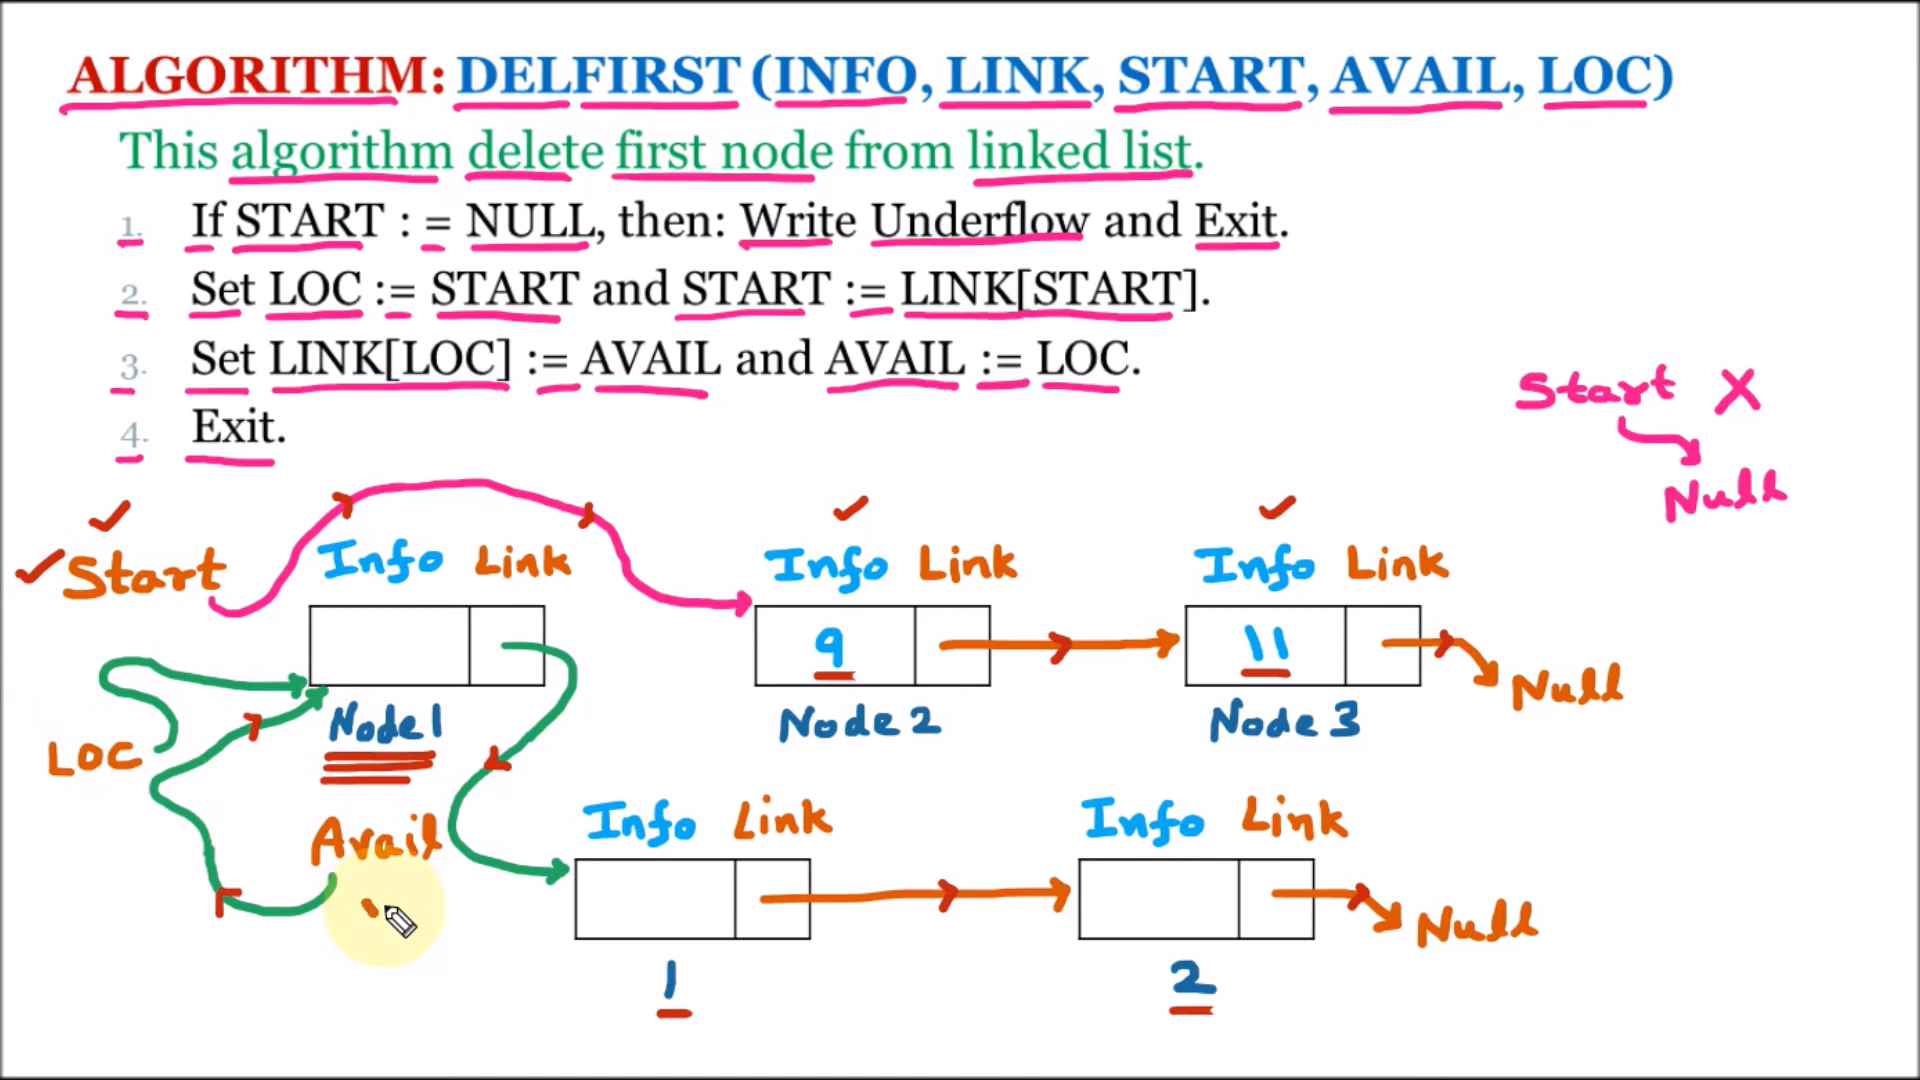 ALGORITHM: DELFIRST (INFO, LINK, START, AVAIL, LOC)
This algorithm delete first node from linked list.
1. If START : = NULL, then: Write Underflow and Exit.
2. Set LOC := START and START := LINK[START].
3. Set LINK[LOC] := AVAIL and AVAIL := LOC.
4. Exit.
Start X
Null
Start Info Link Info Link Info Link
9 11
Null
Node1 Node2 Node3
LOC
Avail Info Link Info Link
Null
1 2